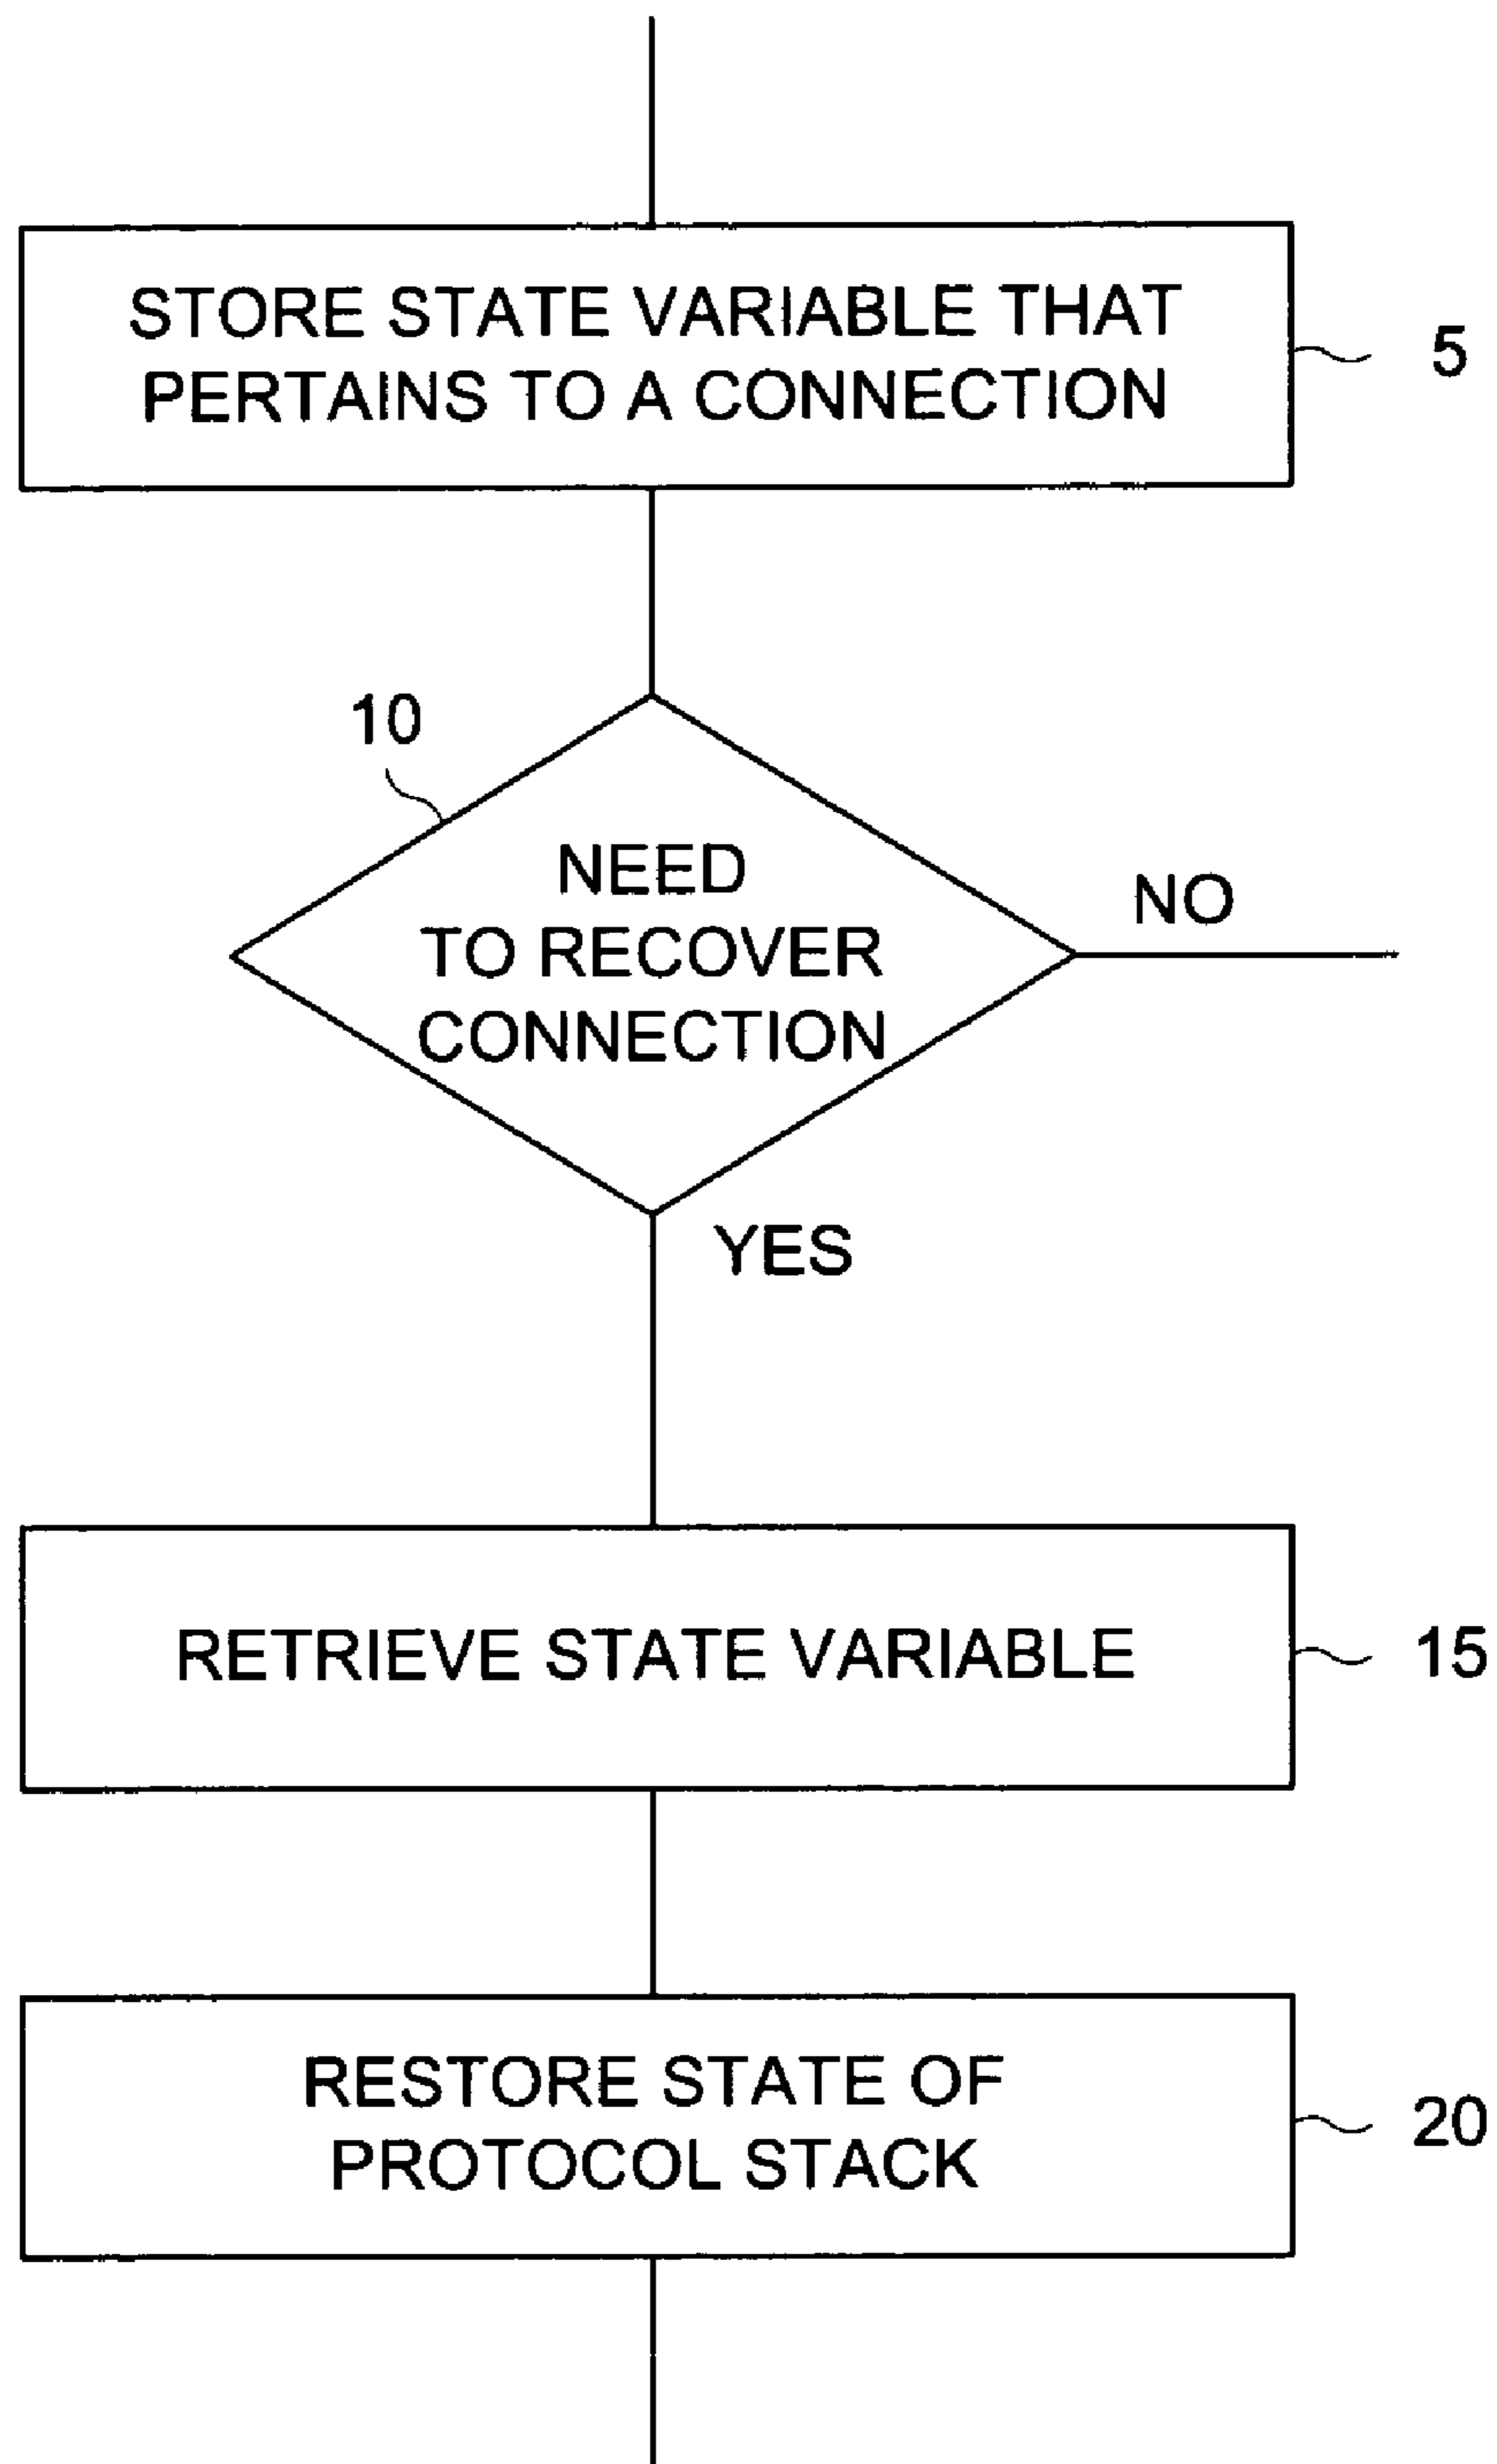 STORE STATE VARIABLE THAT
PERTAINS TO A CONNECTION
5
10
NEED
TO RECOVER
CONNECTION
NO
YES
RETRIEVE STATE VARIABLE
15
RESTORE STATE OF
PROTOCOL STACK
20